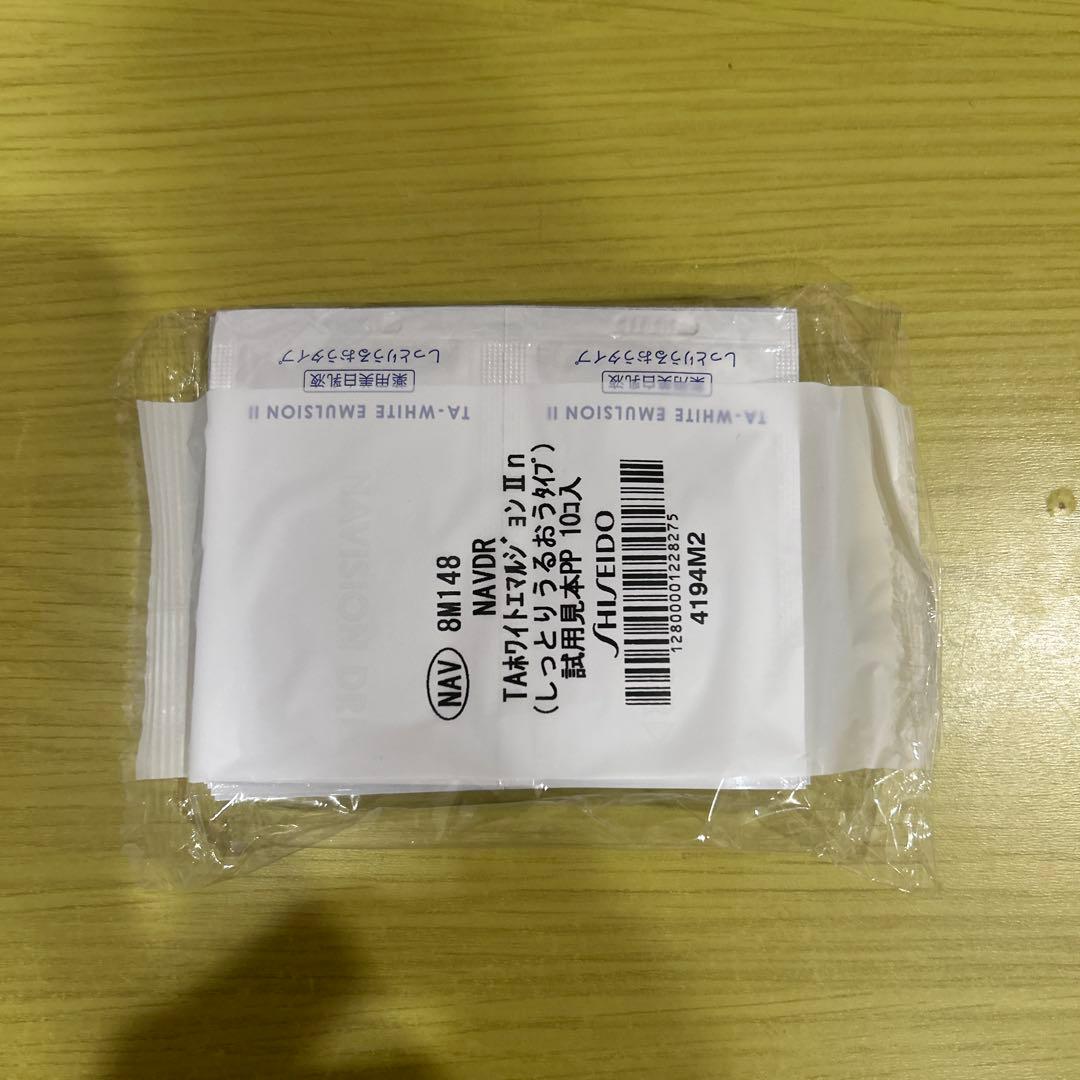 しっとりうるおうタイプ
薬用美白乳液
TA-WHITE EMULSION II
しっとりうるおうタイプ
薬用美白乳液
TA-WHITE EMULSION II
NAVISION DR
NAV 8M148
NAVDR
TAホワイトエマルジョンⅡn
(しっとりうるおうタイプ)
試用見本PP 10コ入
SHISEIDO
12800001228275
4194M2